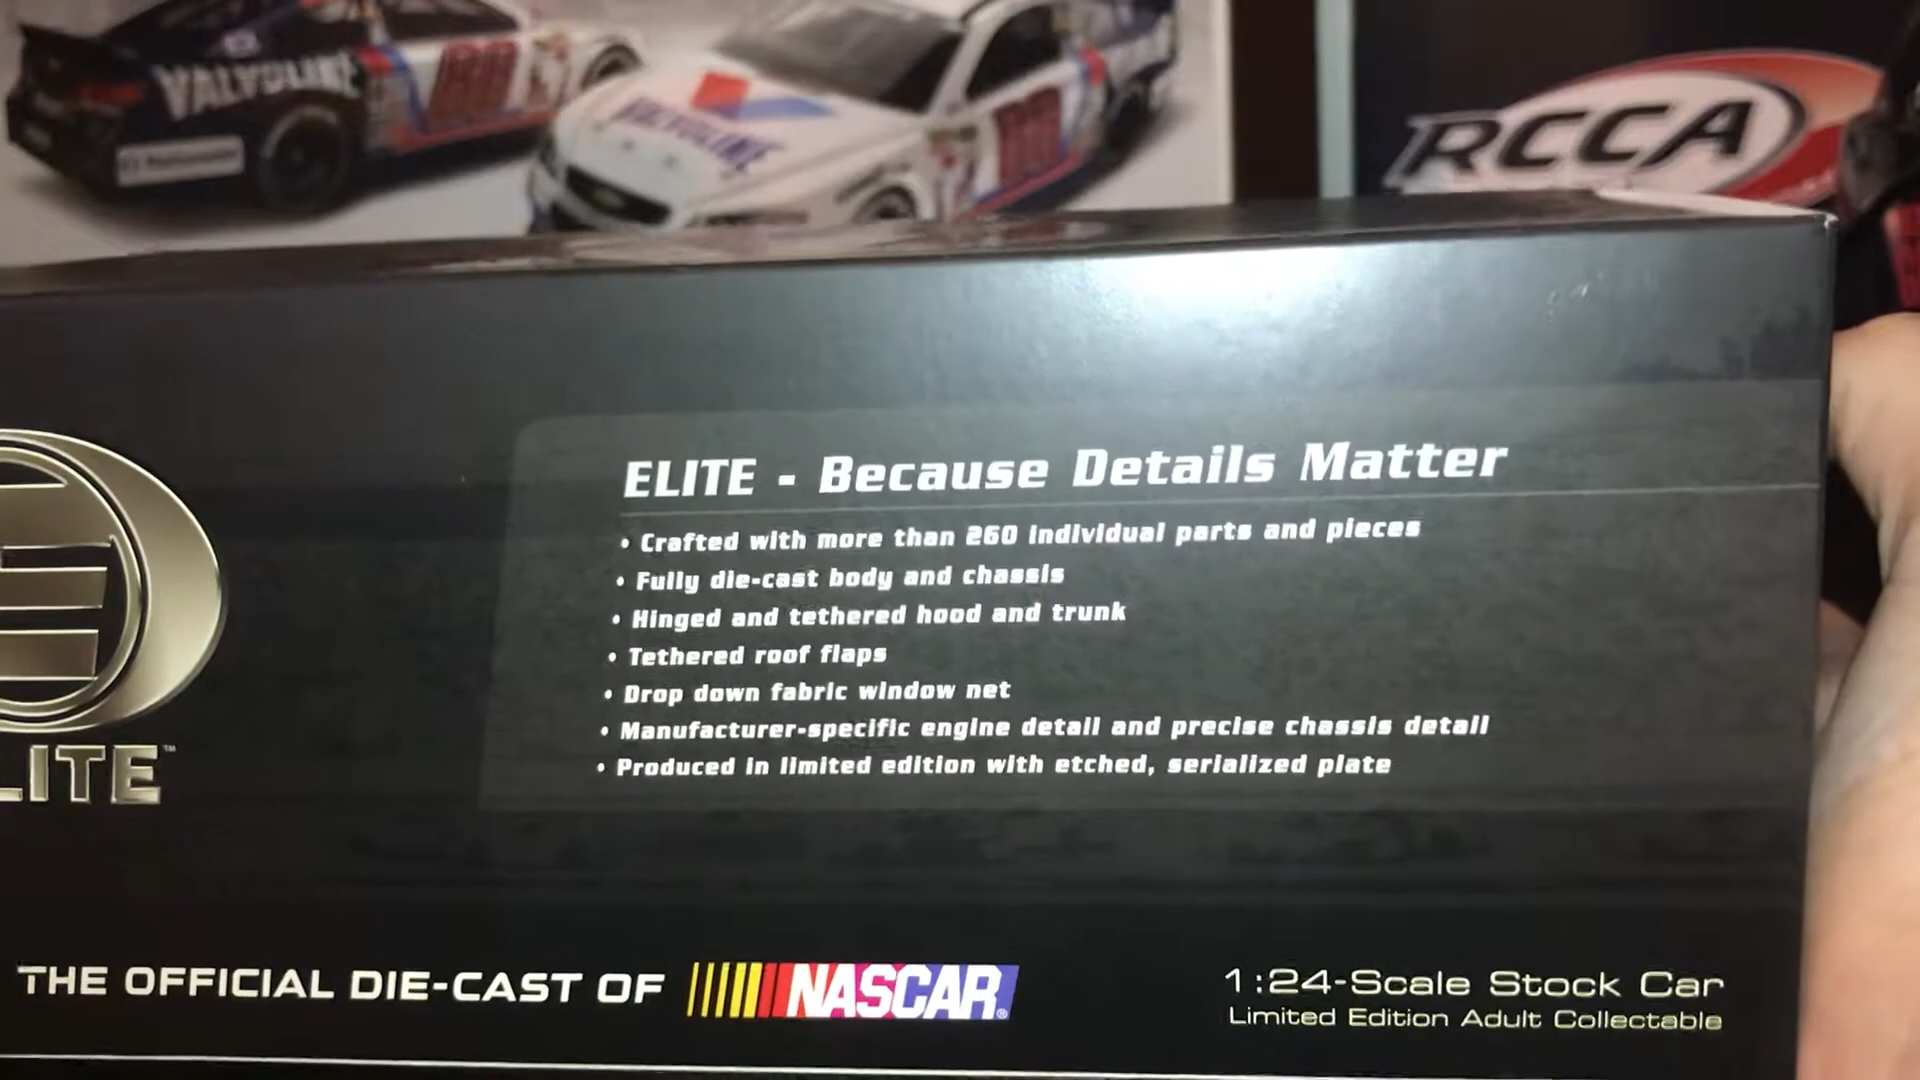 VALVOLINE
88
VALVOLINE
88
RCCA
ELITE - Because Details Matter
• Crafted with more than 260 individual parts and pieces
• Fully die-cast body and chassis
• Hinged and tethered hood and trunk
• Tethered roof flaps
• Drop down fabric window net
• Manufacturer-specific engine detail and precise chassis detail
• Produced in limited edition with etched, serialized plate
LITE™
THE OFFICIAL DIE-CAST OF NASCAR®
1:24-Scale Stock Car
Limited Edition Adult Collectable